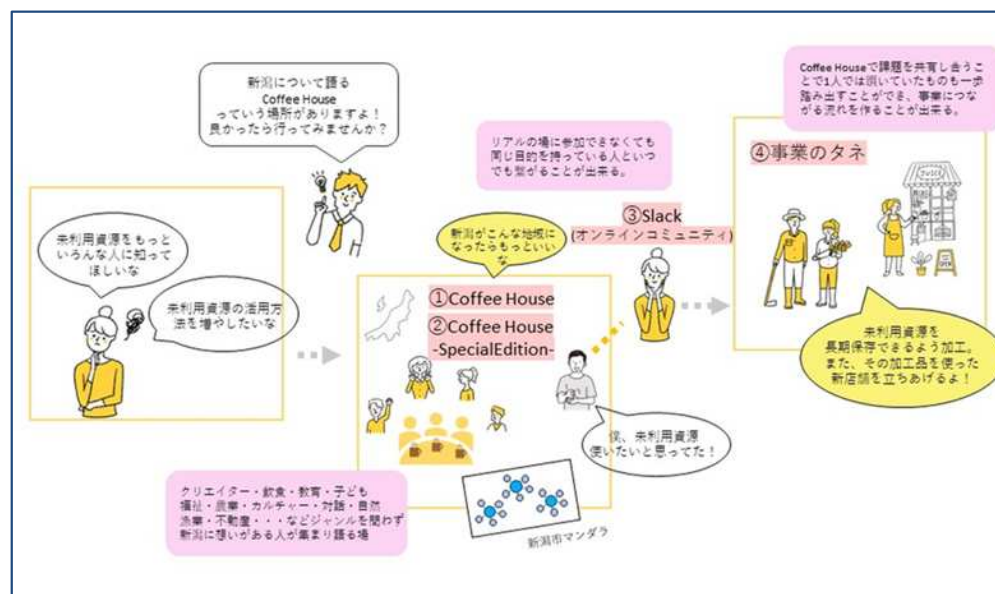 新潟について語る
Coffee House
っていう場所がありますよ！
良かったら行ってみませんか？
未利用資源をもっと
いろんな人に知って
ほしいな
未利用資源の活用方
法を増やしたいな
リアルの場に参加できなくても
同じ目的を持っている人といつ
でも繋がることが出来る。
新潟がこんな地域に
なったらもっといい
な
①Coffee House
②Coffee House
-SpecialEdition-
僕、未利用資源
使いたいと思ってた！
新潟市マンダラ
クリエイター・飲食・教育・子ども
福祉・農業・カルチャー・対話・自然
漁業・不動産・・・などジャンルを問わず
新潟に想いがある人が集まり語る場
③Slack
(オンラインコミュニティ)
Coffee Houseで課題を共有し合うこ
とで1人では躓いていたものも一歩
踏み出すことができ、事業につな
がる流れを作ることが出来る。
④事業のタネ
JUICE
OPEN
未利用資源を
長期保存できるよう加工。
また、その加工品を使った
新店舗を立ちあげるよ！